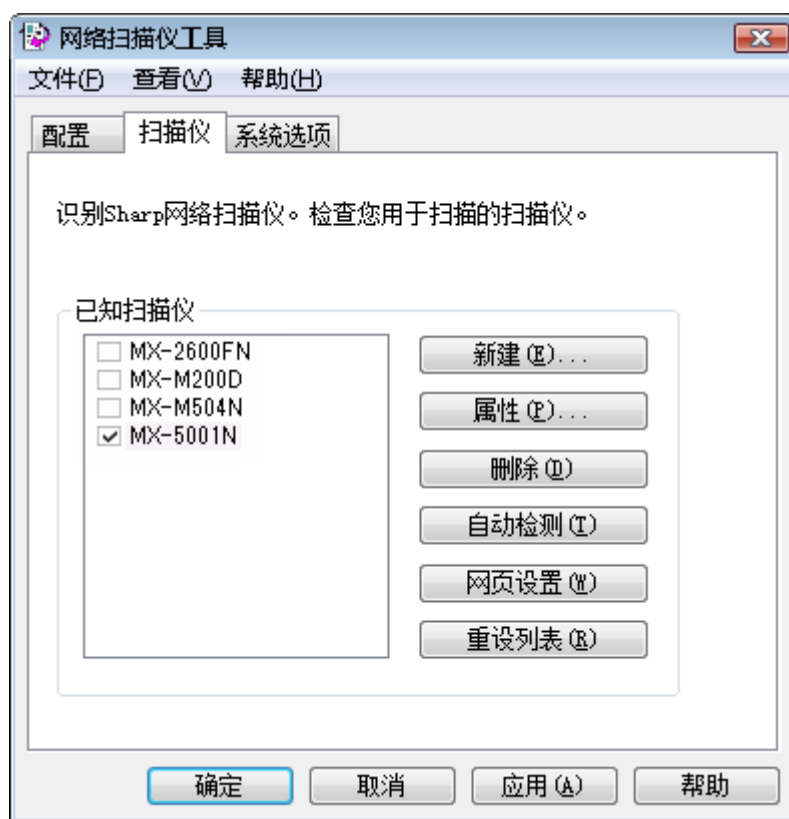 网络扫描仪工具
文件(F) 查看(V) 帮助(H)
配置 扫描仪 系统选项
识别Sharp网络扫描仪。检查您用于扫描的扫描仪。
已知扫描仪
MX-2600FN
MX-M200D
MX-M504N
MX-5001N
新建(E)...
属性(P)...
删除(D)
自动检测(T)
网页设置(W)
重设列表(R)
确定 取消 应用(A) 帮助